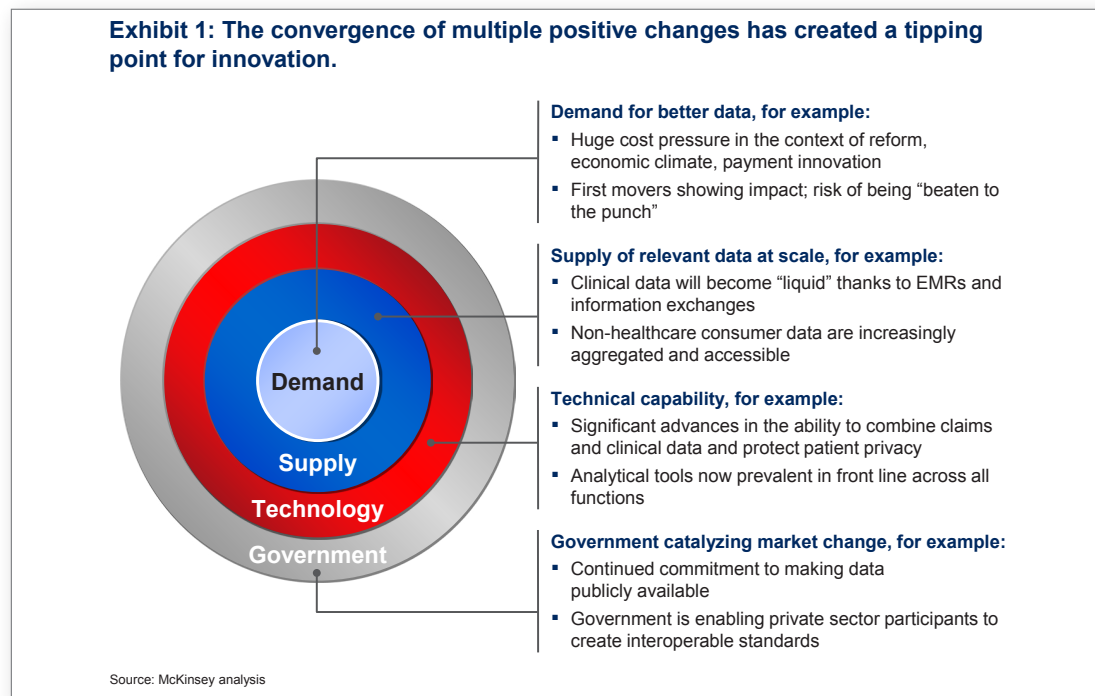 Exhibit 1: The convergence of multiple positive changes has created a tipping
point for innovation.
Demand for better data, for example:
▪ Huge cost pressure in the context of reform,
economic climate, payment innovation
▪ First movers showing impact; risk of being “beaten to
the punch”
Supply of relevant data at scale, for example:
▪ Clinical data will become “liquid” thanks to EMRs and
information exchanges
▪ Non-healthcare consumer data are increasingly
aggregated and accessible
Technical capability, for example:
▪ Significant advances in the ability to combine claims
and clinical data and protect patient privacy
▪ Analytical tools now prevalent in front line across all
functions
Government catalyzing market change, for example:
▪ Continued commitment to making data
publicly available
▪ Government is enabling private sector participants to
create interoperable standards
Demand
Supply
Technology
Government
Source: McKinsey analysis